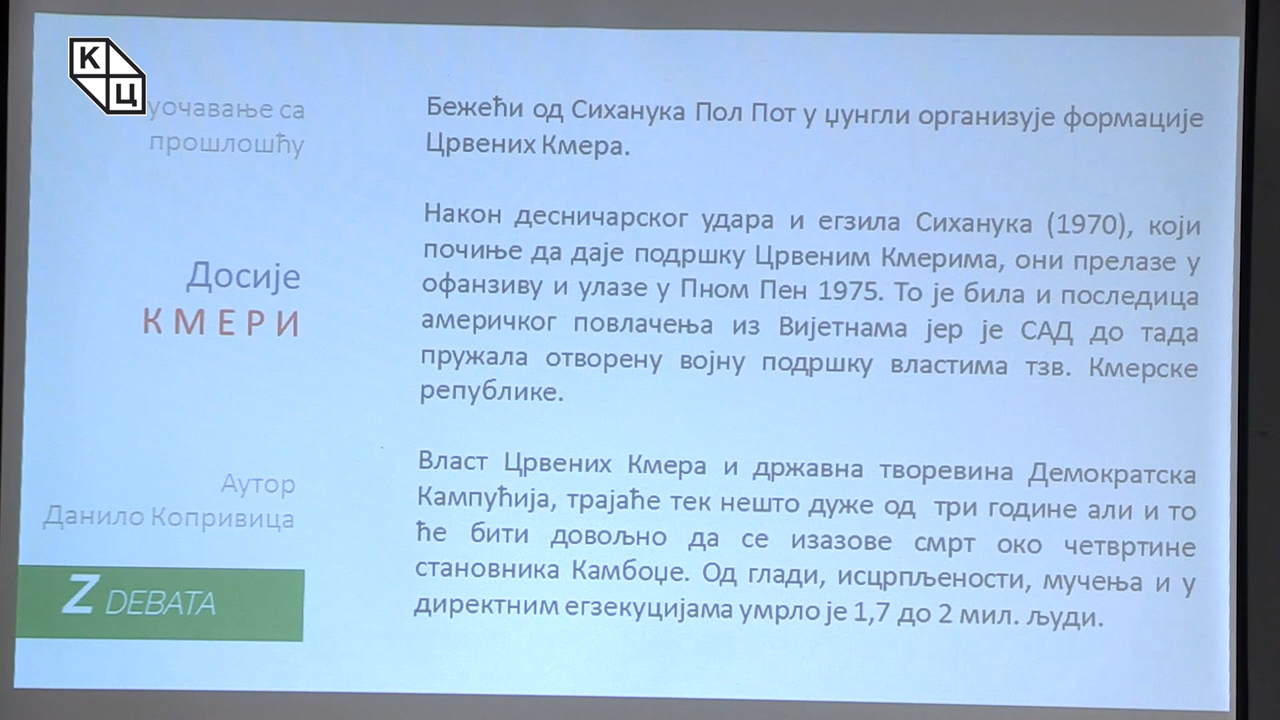 К
Ц
уочавање са
прошлошћу
Досије
КМЕРИ
Аутор
Данило Копривица
Z DEBATA
Бежећи од Сиханука Пол Пот у џунгли организује формације
Црвених Кмера.
Након десничарског удара и егзила Сиханука (1970), који
почиње да даје подршку Црвеним Кмерима, они прелазе у
офанзиву и улазе у Пном Пен 1975. То је била и последица
америчког повлачења из Вијетнама јер је САД до тада
пружала отворену војну подршку властима тзв. Кмерске
републике.
Власт Црвених Кмера и државна творевина Демократска
Кампућија, трајаће тек нешто дуже од три године али и то
ће бити довољно да се изазове смрт око четвртине
становника Камбоџе. Од глади, исцрпљености, мучења и у
директним егзекуцијама умрло је 1,7 до 2 мил. људи.